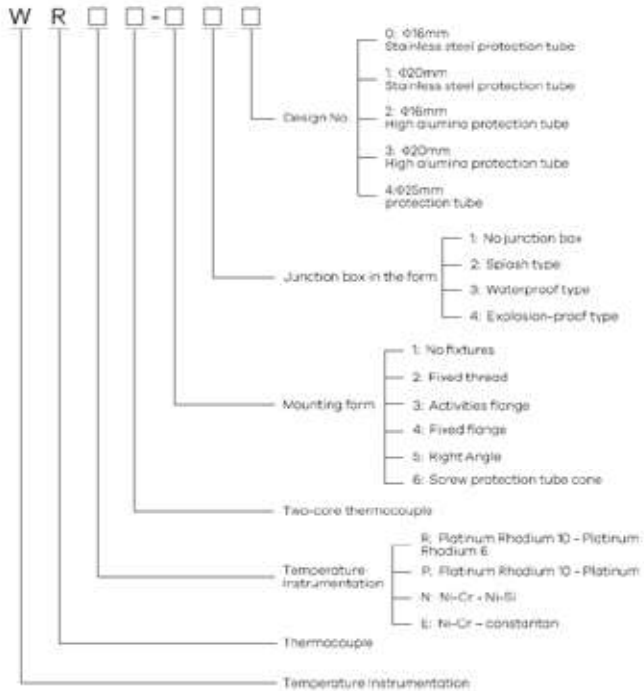 W R □ □ - □ □ □
0: Φ16mm
Stainless steel protection tube
1: Φ20mm
Stainless steel protection tube
Design No.
2: Φ16mm
High alumina protection tube
3: Φ20mm
High alumina protection tube
4:Φ25mm
protection tube
1: No junction box
2: Splash type
Junction box in the form
3: Waterproof type
4: Explosion-proof type
1: No fixtures
2: Fixed thread
Mounting form
3: Activities flange
4: Fixed flange
5: Right Angle
6: Screw protection tube cone
Two-core thermocouple
R: Platinum Rhodium 10 - Platinum
Rhodium 6
Temperature
Instrumentation
P: Platinum Rhodium 10 - Platinum
N: Ni-Cr - Ni-Si
E: Ni-Cr - constantan
Thermocouple
Temperature Instrumentation